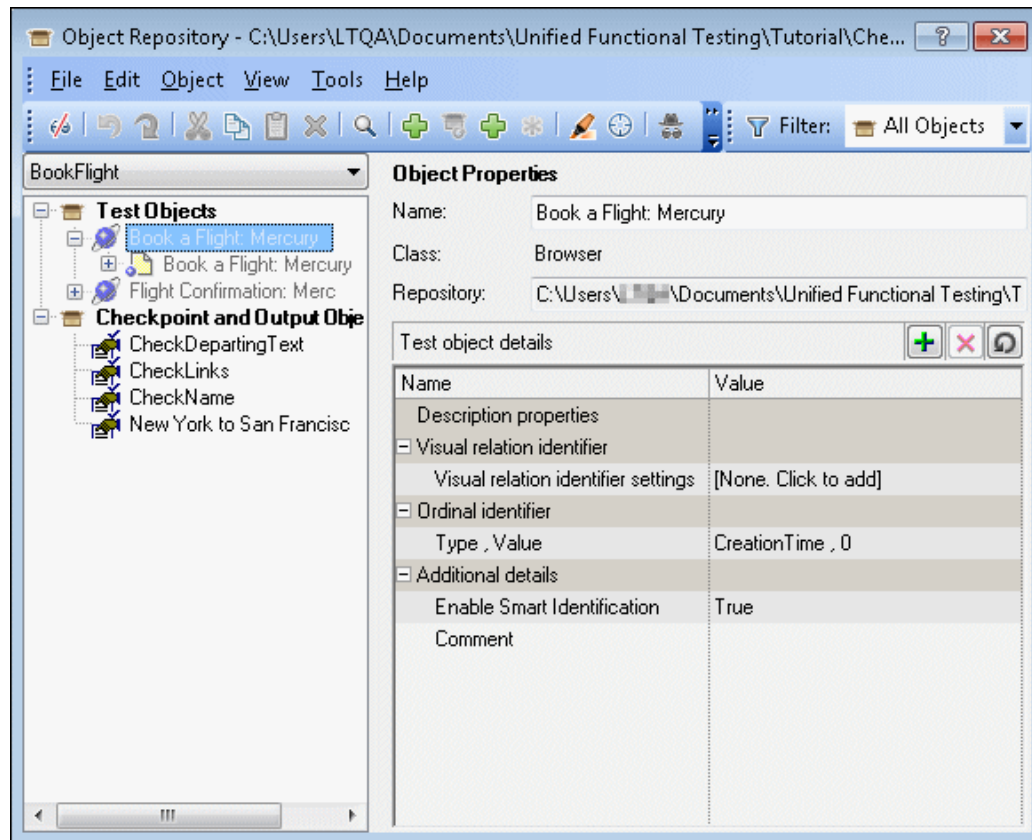 Object Repository - C:\Users\LTQA\Documents\Unified Functional Testing\Tutorial\Che...
File Edit Object View Tools Help
Filter: All Objects
BookFlight
Test Objects
Book a Flight: Mercury
Book a Flight: Mercury
Flight Confirmation: Merc
Checkpoint and Output Obje
CheckDepartingText
CheckLinks
CheckName
New York to San Francisc
Object Properties
Name: Book a Flight: Mercury
Class: Browser
Repository: C:\Users\ \Documents\Unified Functional Testing\T
Test object details
Name Value
Description properties
Visual relation identifier
Visual relation identifier settings [None. Click to add]
Ordinal identifier
Type , Value CreationTime , 0
Additional details
Enable Smart Identification True
Comment